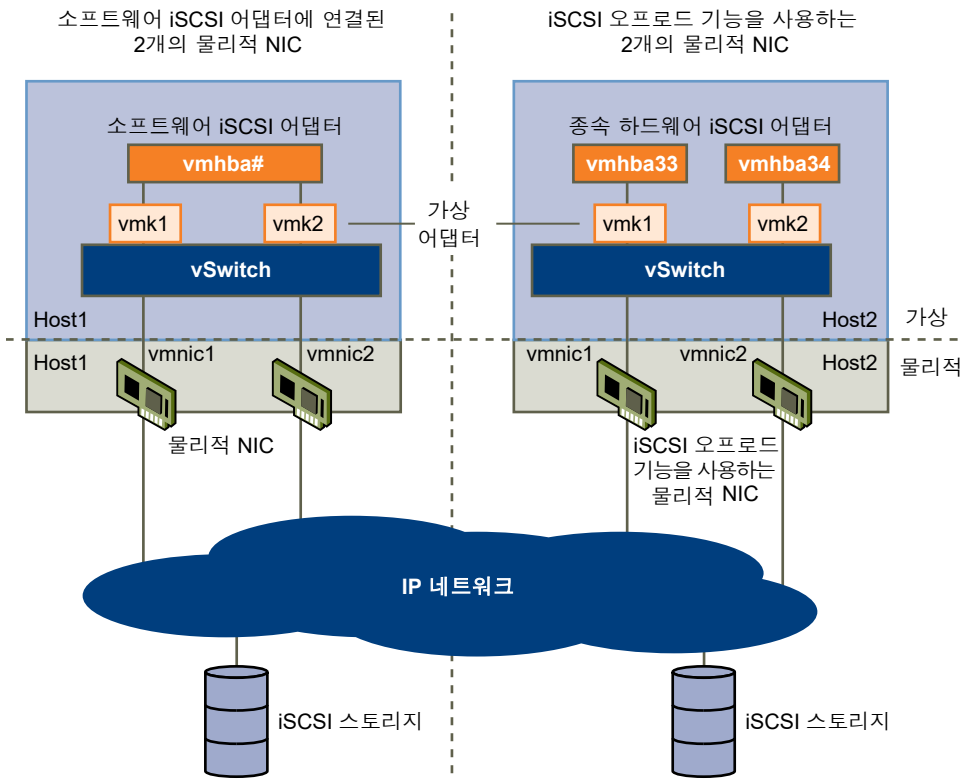 소프트웨어 iSCSI 어댑터에 연결된
2개의 물리적 NIC
iSCSI 오프로드 기능을 사용하는
2개의 물리적 NIC
소프트웨어 iSCSI 어댑터
vmhba#
종속 하드웨어 iSCSI 어댑터
vmhba33
vmhba34
vmk1
vmk2
가상
어댑터
vmk1
vmk2
vSwitch
vSwitch
Host1
Host2
가상
Host1
vmnic1
vmnic2
vmnic1
vmnic2
Host2
물리적
물리적 NIC
iSCSI 오프로드
기능을 사용하는
물리적 NIC
IP 네트워크
iSCSI 스토리지
iSCSI 스토리지